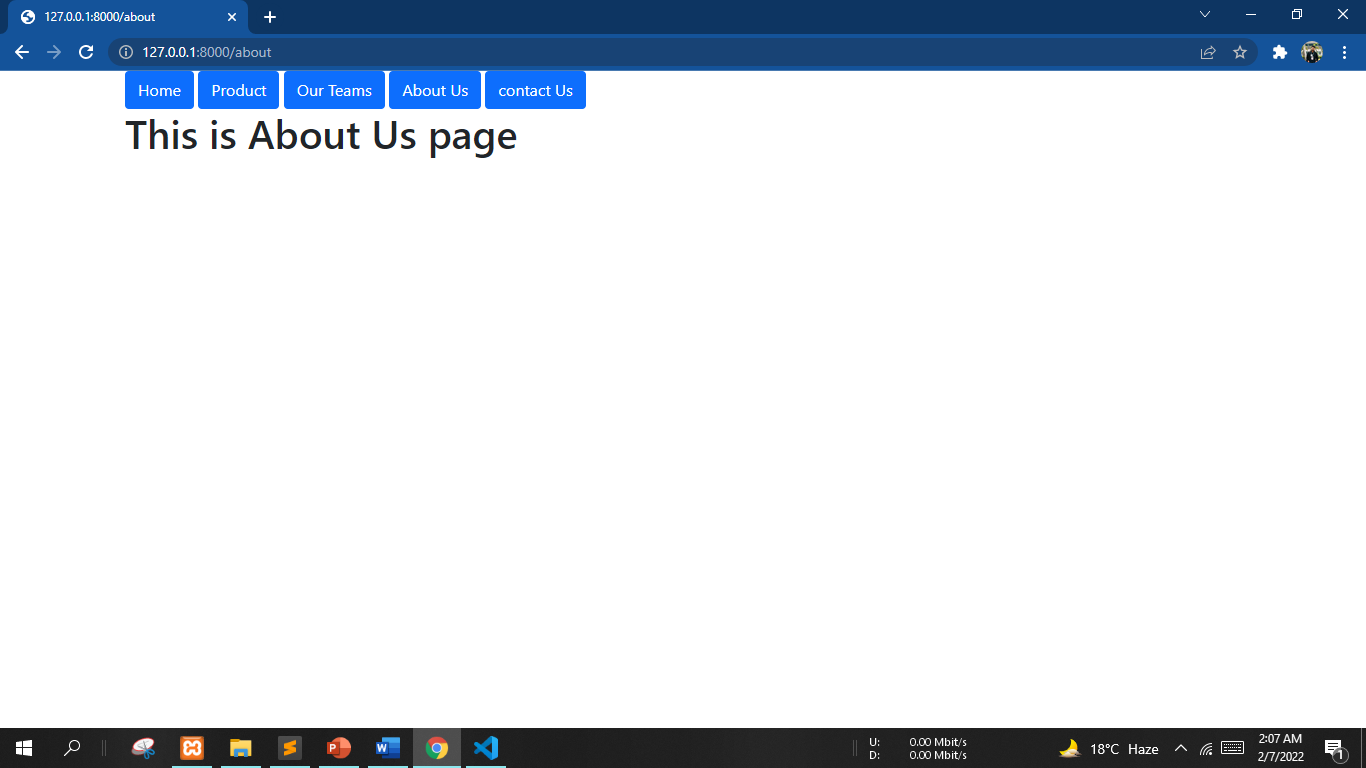 127.0.0.1:8000/about
127.0.0.1:8000/about
Home Product Our Teams About Us contact Us
This is About Us page
U: 0.00 Mbit/s
D: 0.00 Mbit/s
18°C Haze
2:07 AM
2/7/2022
1